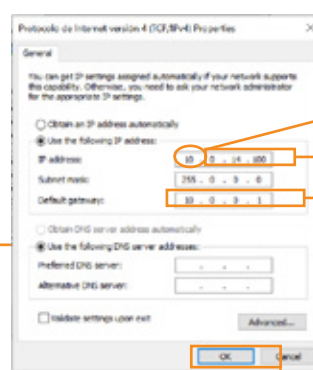 Protocolo de Internet versión 4 (TCP/IPv4) Properties
General
You can get IP settings assigned automatically if your network supports
this capability. Otherwise, you need to ask your network administrator
for the appropriate IP settings.
Obtain an IP address automatically
Use the following IP address:
IP address: 10 . 0 . 14 . 100
Subnet mask: 255 . 0 . 0 . 0
Default gateway: 10 . 0 . 0 . 1
Obtain DNS server address automatically
Use the following DNS server addresses:
Preferred DNS server: . . .
Alternative DNS server: . . .
Validate settings upon exit
Advanced...
OK Cancel